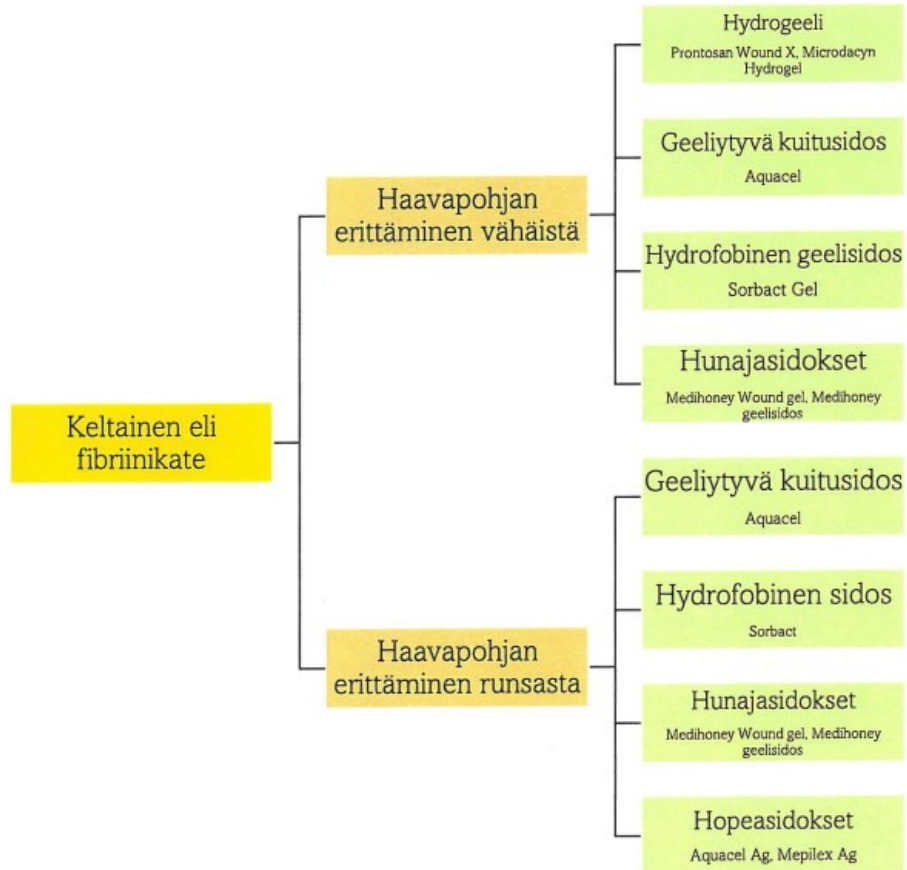 Keltainen eli
fibriinikate
Haavapohjan
erittäminen vähäistä
Hydrogeeli
Prontosan Wound X, Microdacyn
Hydrogel
Geeliytyvä kuitusidos
Aquacel
Hydrofobinen geelisidos
Sorbact Gel
Hunajasidokset
Medihoney Wound gel, Medihoney
geelisidos
Haavapohjan
erittäminen runsasta
Geeliytyvä kuitusidos
Aquacel
Hydrofobinen sidos
Sorbact
Hunajasidokset
Medihoney Wound gel, Medihoney
geelisidos
Hopeasidokset
Aquacel Ag, Mepilex Ag